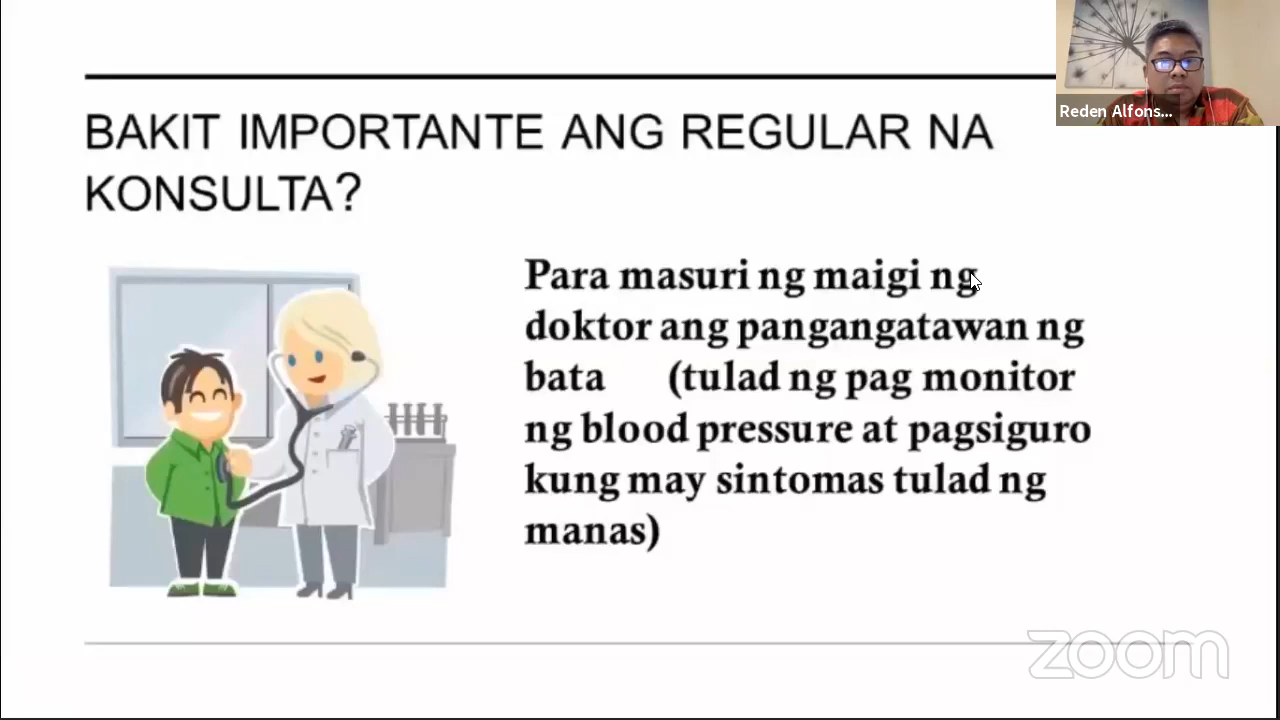 Reden Alfons...
BAKIT IMPORTANTE ANG REGULAR NA
KONSULTA?
Para masuri ng maigi ng
doktor ang pangangatawan ng
bata (tulad ng pag monitor
ng blood pressure at pagsiguro
kung may sintomas tulad ng
manas)
zoom